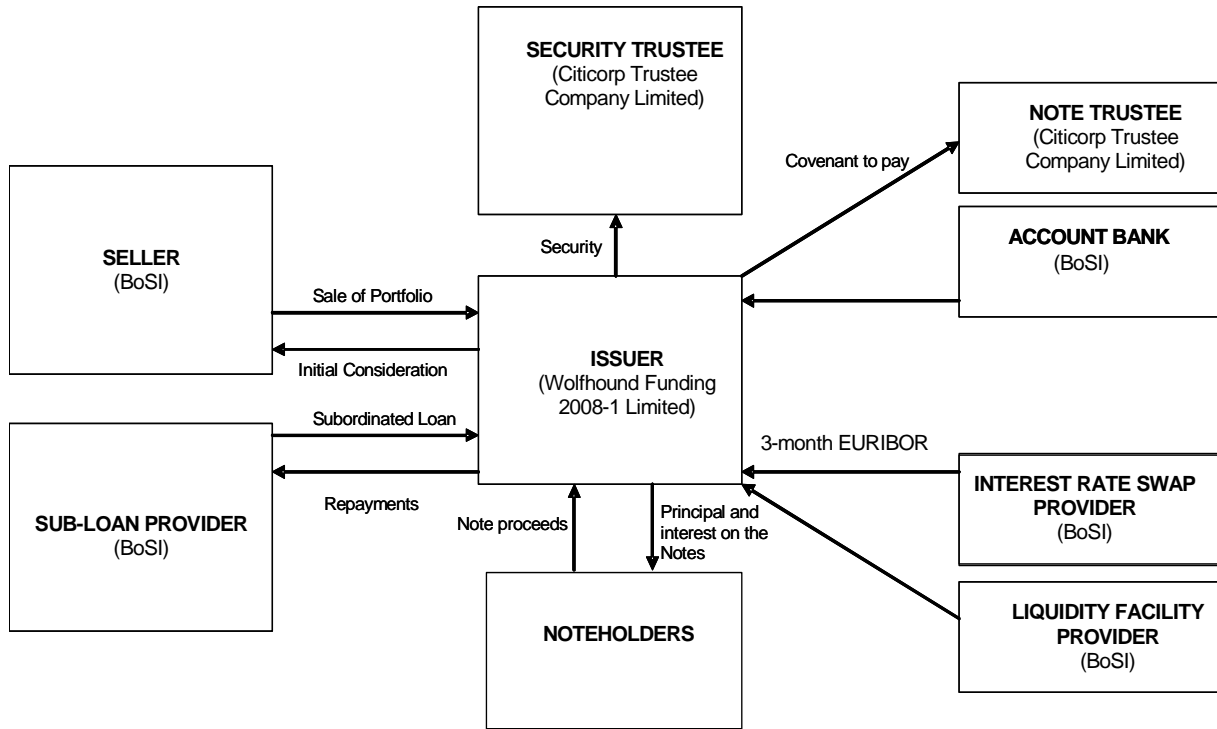 SECURITY TRUSTEE
(Citicorp Trustee
Company Limited)
NOTE TRUSTEE
(Citicorp Trustee
Company Limited)
Covenant to pay
ACCOUNT BANK
(BoSI)
Security
SELLER
(BoSI)
Sale of Portfolio
Initial Consideration
ISSUER
(Wolfhound Funding
2008-1 Limited)
Subordinated Loan
Repayments
SUB-LOAN PROVIDER
(BoSI)
3-month EURIBOR
INTEREST RATE SWAP
PROVIDER
(BoSI)
Note proceeds
Principal and
interest on the
Notes
LIQUIDITY FACILITY
PROVIDER
(BoSI)
NOTEHOLDERS